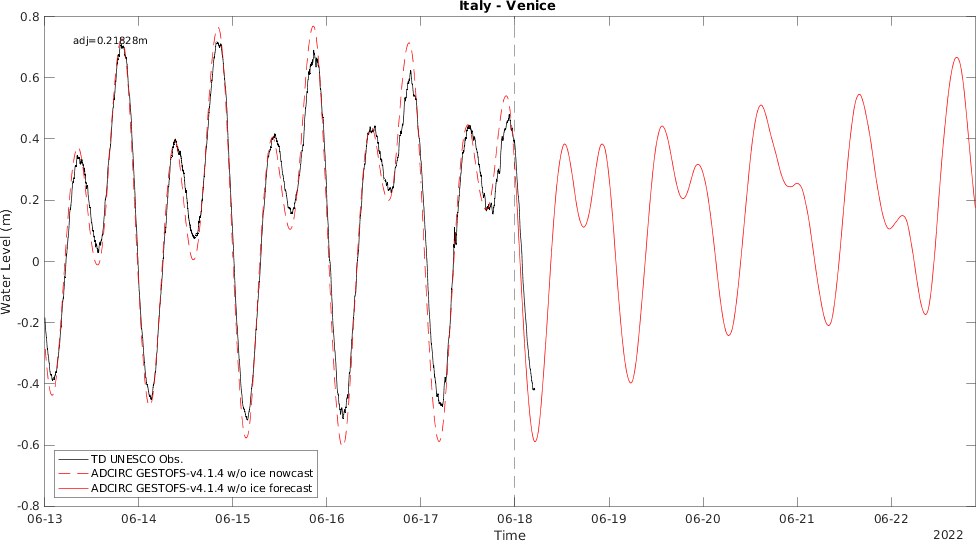 Italy - Venice
adj=0.21828m
0.8
0.6
0.4
0.2
0
-0.2
-0.4
-0.6
-0.8
Water Level (m)
TD UNESCO Obs.
ADCIRC GESTOFS-v4.1.4 w/o ice nowcast
ADCIRC GESTOFS-v4.1.4 w/o ice forecast
06-13 06-14 06-15 06-16 06-17 06-18 06-19 06-20 06-21 06-22
Time
2022